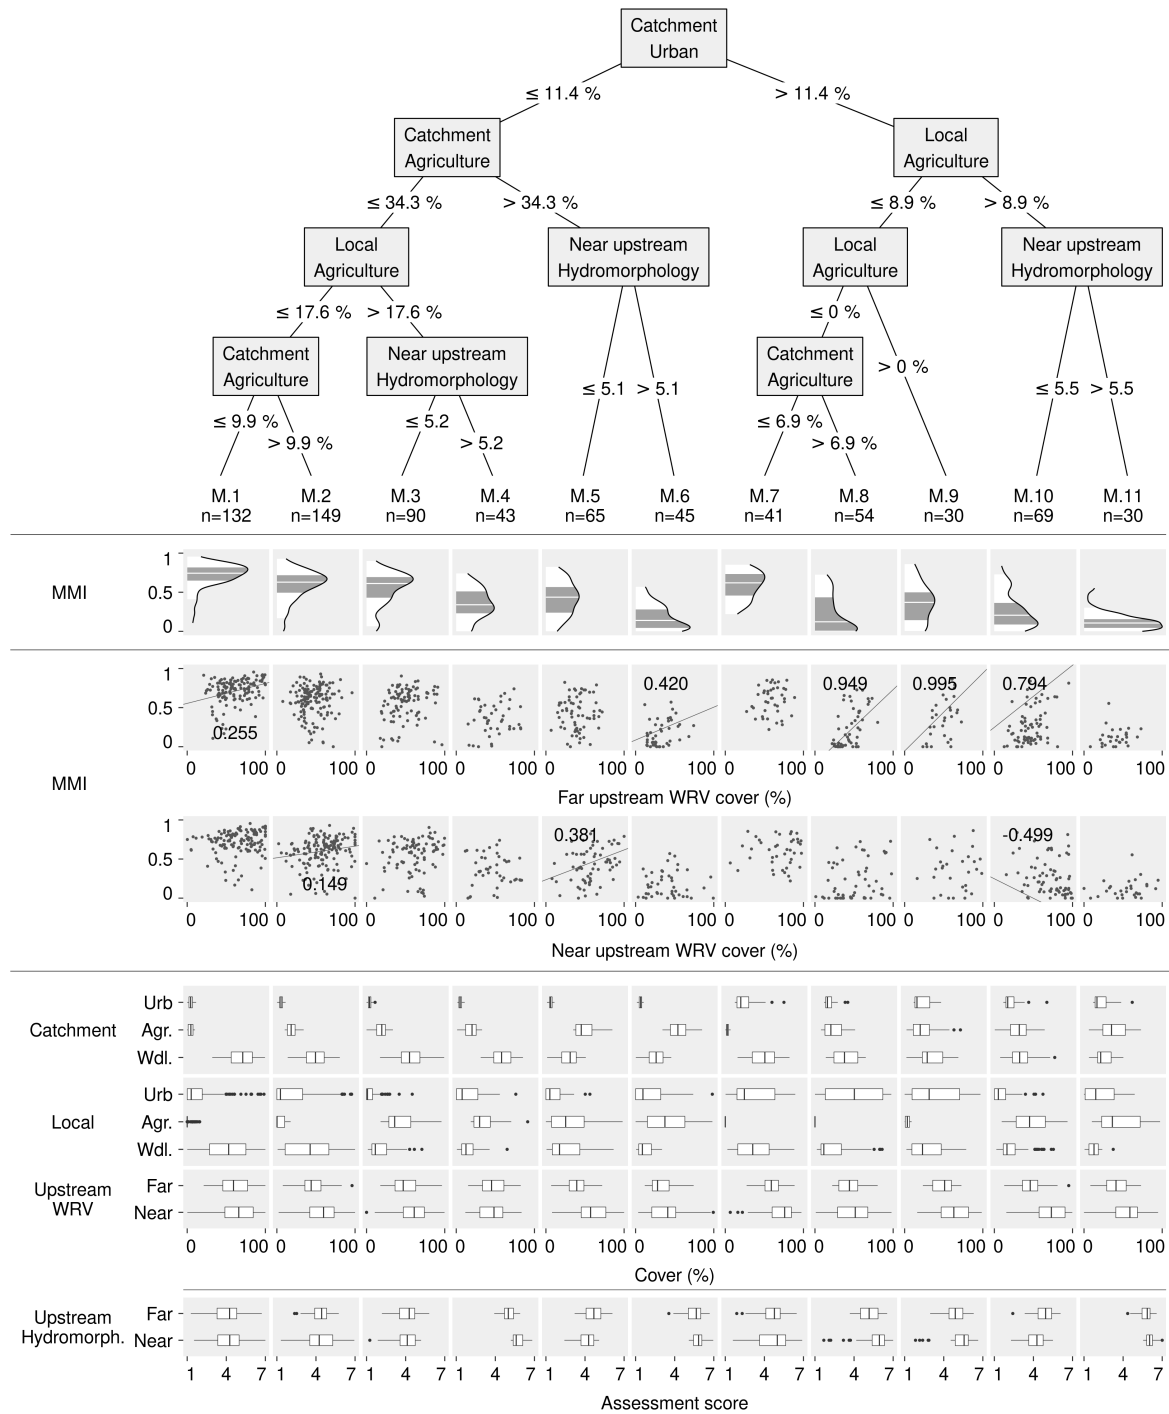 Catchment
Urban
≤ 11.4 % > 11.4 %
Catchment Local
Agriculture Agriculture
≤ 34.3 % > 34.3 % ≤ 8.9 % > 8.9 %
Local Near upstream Local Near upstream
Agriculture Hydromorphology Agriculture Hydromorphology
≤ 17.6 % > 17.6 % ≤ 0 %
Catchment Near upstream Catchment > 0 %
Agriculture Hydromorphology Agriculture
≤ 5.1 > 5.1 ≤ 5.5 > 5.5
≤ 9.9 % ≤ 5.2 ≤ 6.9 %
> 9.9 % > 5.2 > 6.9 %
M.1 M.2 M.3 M.4 M.5 M.6 M.7 M.8 M.9 M.10 M.11
n=132 n=149 n=90 n=43 n=65 n=45 n=41 n=54 n=30 n=69 n=30
1
MMI 0.5
0
1
0.420 0.949 0.995 0.794
0.5
0.255
0
0 100 0 100 0 100 0 100 0 100 0 100 0 100 0 100 0 100 0 100 0 100
MMI
Far upstream WRV cover (%)
1
0.381 -0.499
0.5
0.149
0
0 100 0 100 0 100 0 100 0 100 0 100 0 100 0 100 0 100 0 100 0 100
Near upstream WRV cover (%)
Urb
Catchment Agr.
Wdl.
Urb
Local Agr.
Wdl.
Upstream Far
WRV Near
0 100 0 100 0 100 0 100 0 100 0 100 0 100 0 100 0 100 0 100 0 100
Cover (%)
Upstream Far
Hydromorph. Near
1 4 7 1 4 7 1 4 7 1 4 7 1 4 7 1 4 7 1 4 7 1 4 7 1 4 7 1 4 7 1 4 7
Assessment score